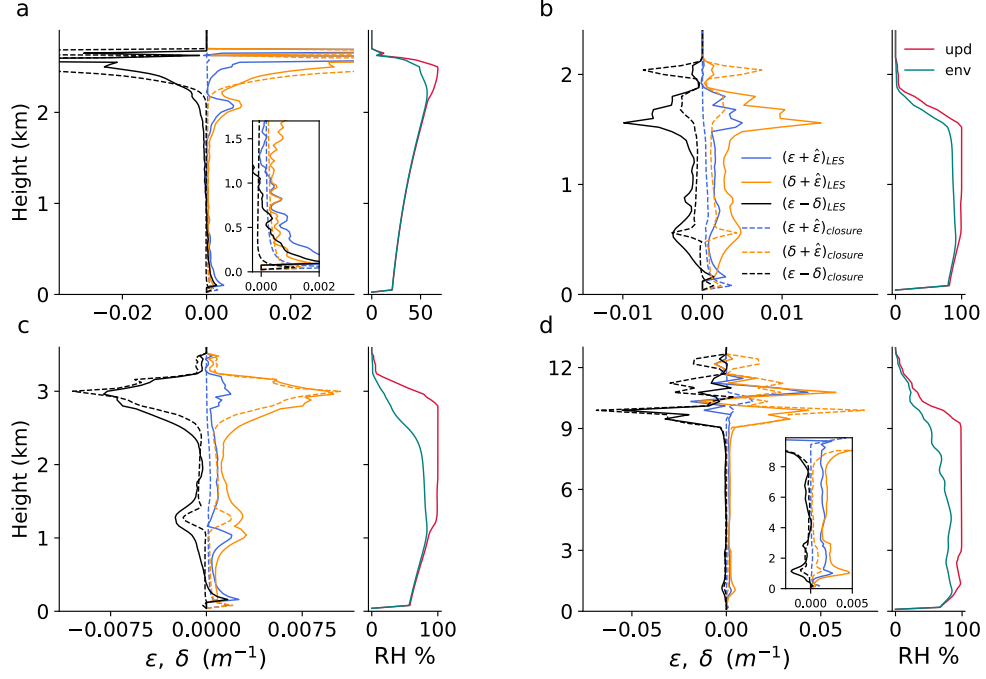 a
Height (km)
2
1
0
−0.02
0.00
0.02
1.5
1.0
0.5
0.0
0.000
0.002
0
50
b
2
1
0
−0.01
0.00
0.01
(ε + ε̂)LES
(δ + ε̂)LES
(ε − δ)LES
(ε + ε̂)closure
(δ + ε̂)closure
(ε − δ)closure
upd
env
0
100
c
Height (km)
3
2
1
0
−0.0075
0.0000
0.0075
ε, δ (m⁻¹)
0
100
RH %
d
12
9
6
3
0
−0.05
0.00
0.05
ε, δ (m⁻¹)
8
6
4
2
0
0.000
0.005
0
100
RH %